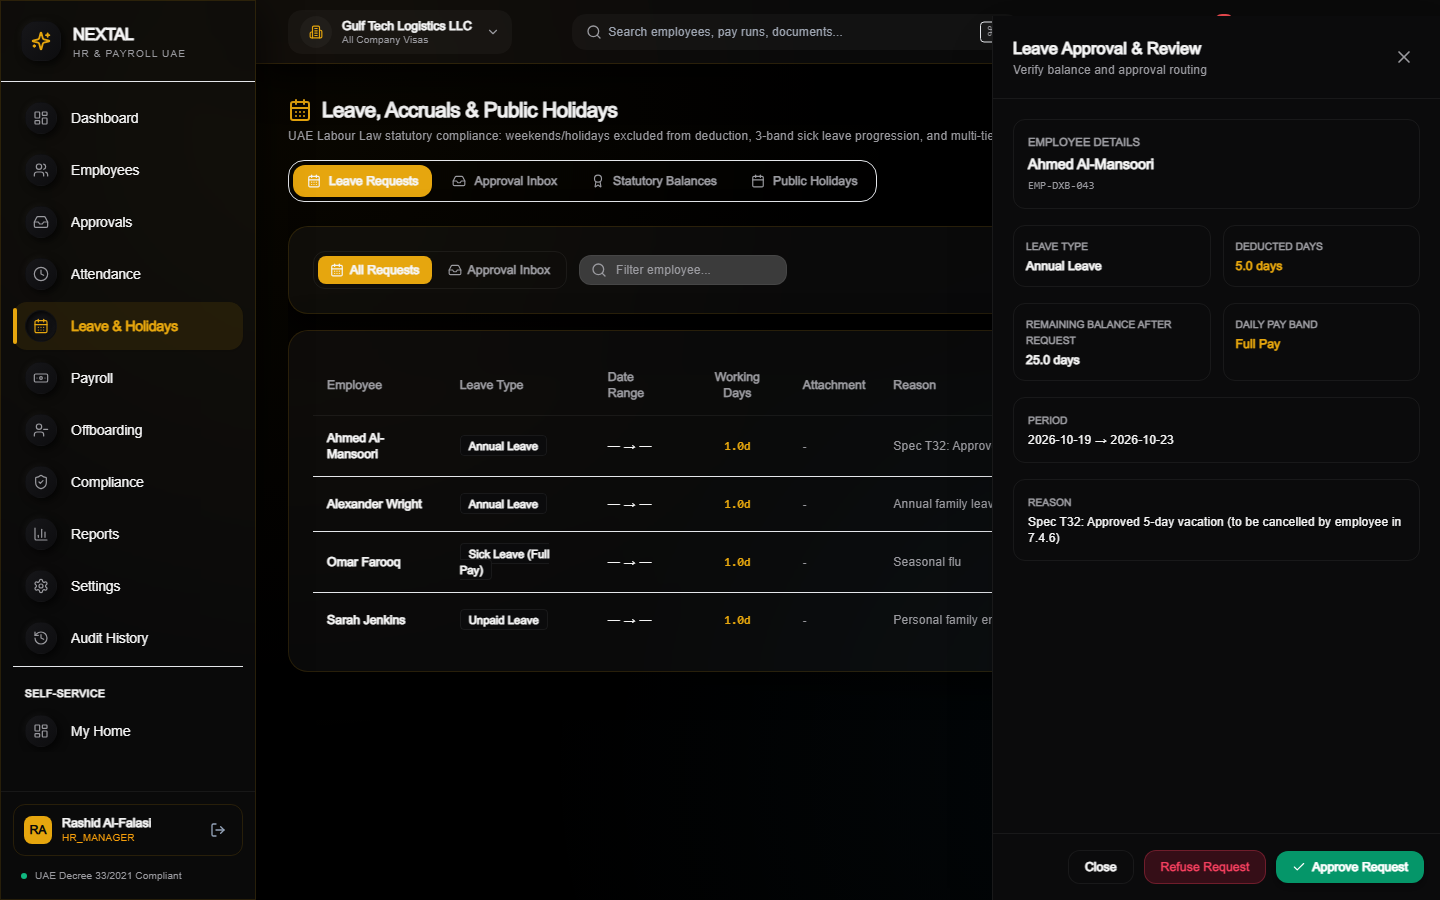 NEXTAL
HR & PAYROLL UAE
Dashboard
Employees
Approvals
Attendance
Leave & Holidays
Payroll
Offboarding
Compliance
Reports
Settings
Audit History
SELF-SERVICE
My Home
RA
Rashid Al-Falasi
HR_MANAGER
UAE Decree 33/2021 Compliant
Gulf Tech Logistics LLC
All Company Visas
Search employees, pay runs, documents...
Leave, Accruals & Public Holidays
UAE Labour Law statutory compliance: weekends/holidays excluded from deduction, 3-band sick leave progression, and multi-tie
Leave Requests
Approval Inbox
Statutory Balances
Public Holidays
All Requests
Approval Inbox
Filter employee...
Employee
Leave Type
Date
Range
Working
Days
Attachment
Reason
Ahmed Al-
Mansoori
Annual Leave
— → —
1.0d
-
Spec T32: Approv
Alexander Wright
Annual Leave
— → —
1.0d
-
Annual family leav
Omar Farooq
Sick Leave (Full
Pay)
— → —
1.0d
-
Seasonal flu
Sarah Jenkins
Unpaid Leave
— → —
1.0d
-
Personal family er
Leave Approval & Review
Verify balance and approval routing
EMPLOYEE DETAILS
Ahmed Al-Mansoori
EMP-DXB-043
LEAVE TYPE
Annual Leave
DEDUCTED DAYS
5.0 days
REMAINING BALANCE AFTER
REQUEST
25.0 days
DAILY PAY BAND
Full Pay
PERIOD
2026-10-19 → 2026-10-23
REASON
Spec T32: Approved 5-day vacation (to be cancelled by employee in
7.4.6)
Close
Refuse Request
Approve Request